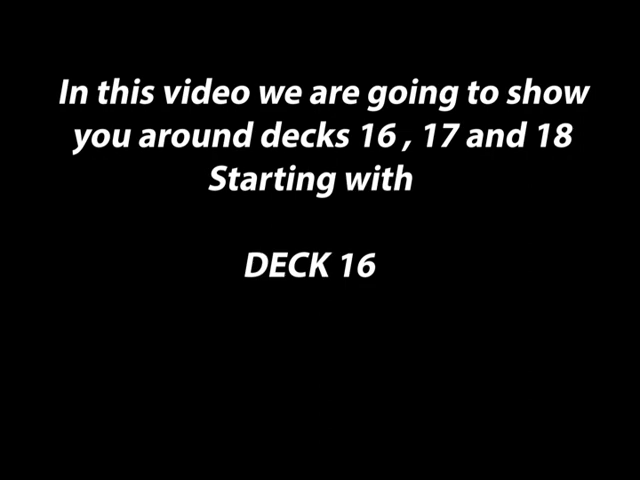 In this video we are going to show
you around decks 16 , 17 and 18
Starting with
DECK 16